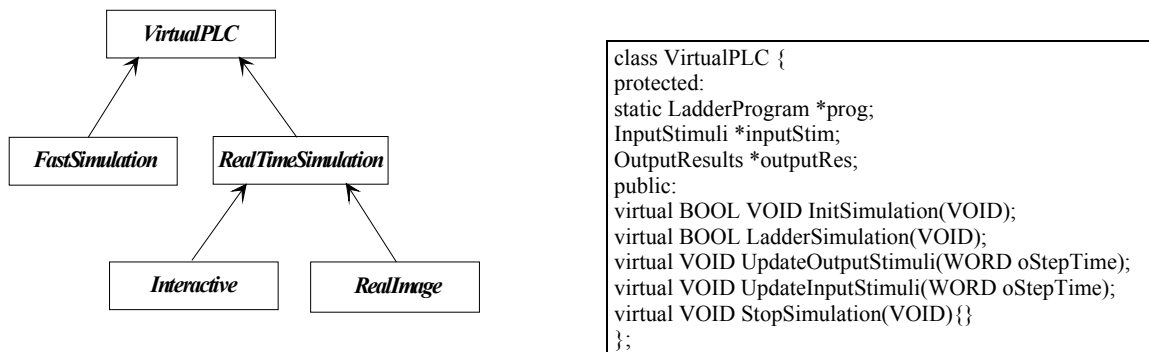 VirtualPLC
FastSimulation
RealTimeSimulation
Interactive
RealImage
class VirtualPLC {
protected:
static LadderProgram *prog;
InputStimuli *inputStim;
OutputResults *outputRes;
public:
virtual BOOL VOID InitSimulation(VOID);
virtual BOOL LadderSimulation(VOID);
virtual VOID UpdateOutputStimuli(WORD oStepTime);
virtual VOID UpdateInputStimuli(WORD oStepTime);
virtual VOID StopSimulation(VOID){}
};